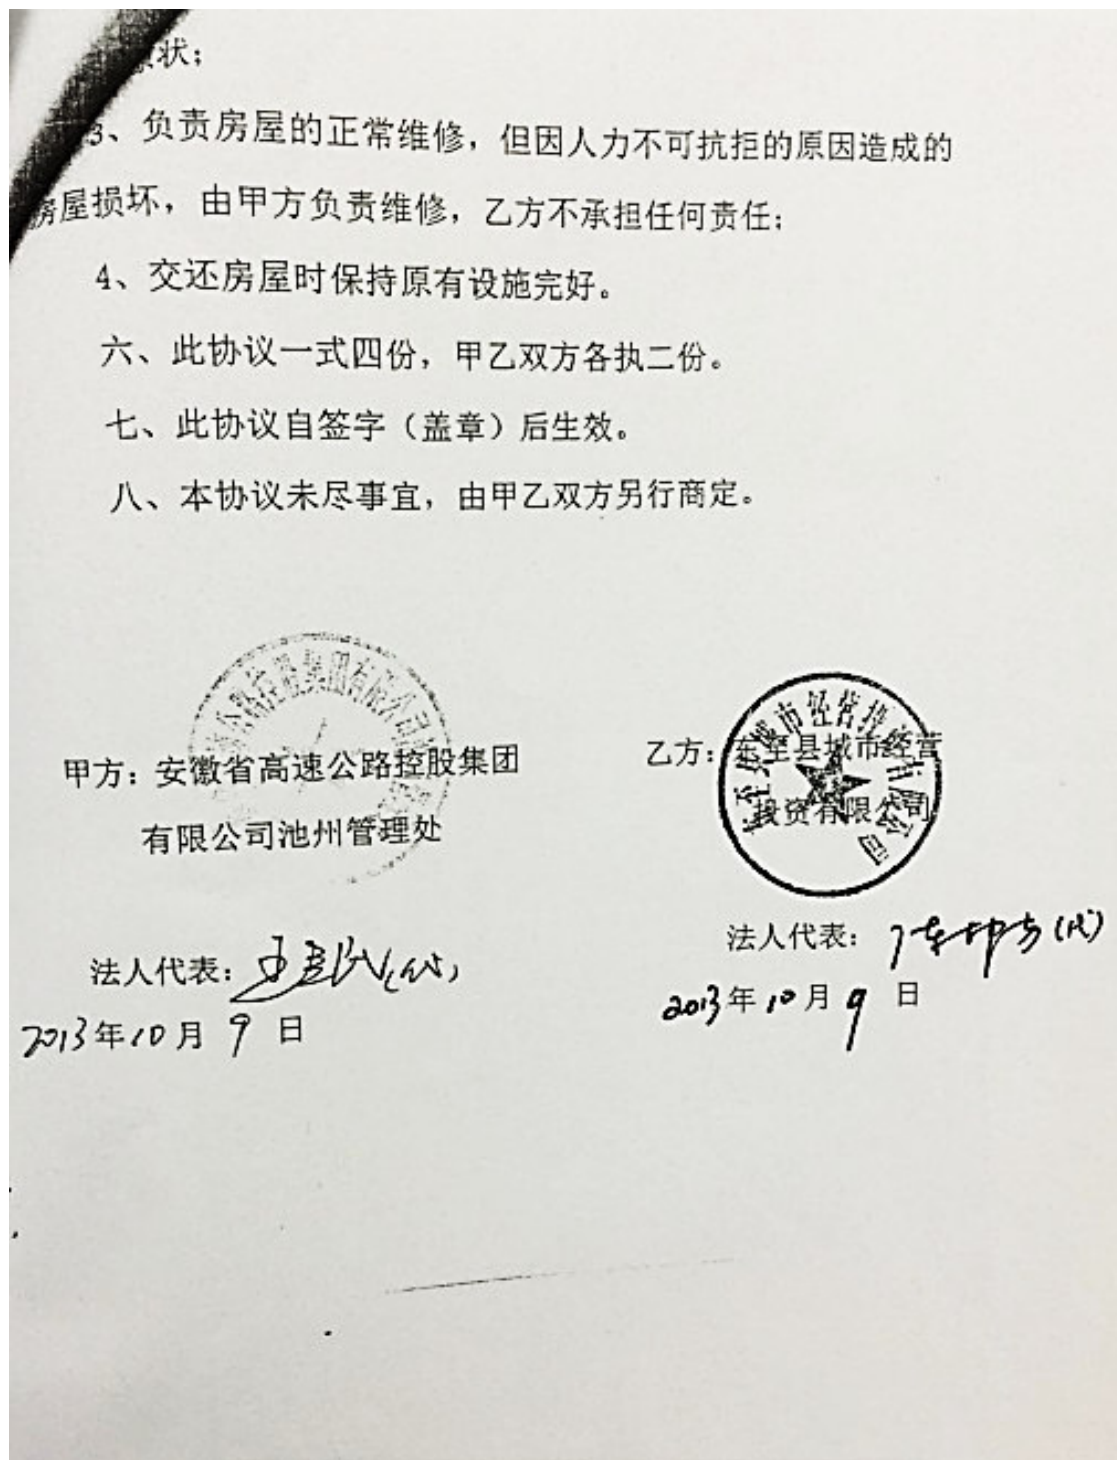 状；
3、负责房屋的正常维修，但因人力不可抗拒的原因造成的
房屋损坏，由甲方负责维修，乙方不承担任何责任；
4、交还房屋时保持原有设施完好。
六、此协议一式四份，甲乙双方各执二份。
七、此协议自签字（盖章）后生效。
八、本协议未尽事宜，由甲乙双方另行商定。
甲方：安徽省高速公路控股集团
有限公司池州管理处
法人代表：
2013年10月9日
乙方：东至县城市经营
投资有限公司
法人代表：
2013年10月9日